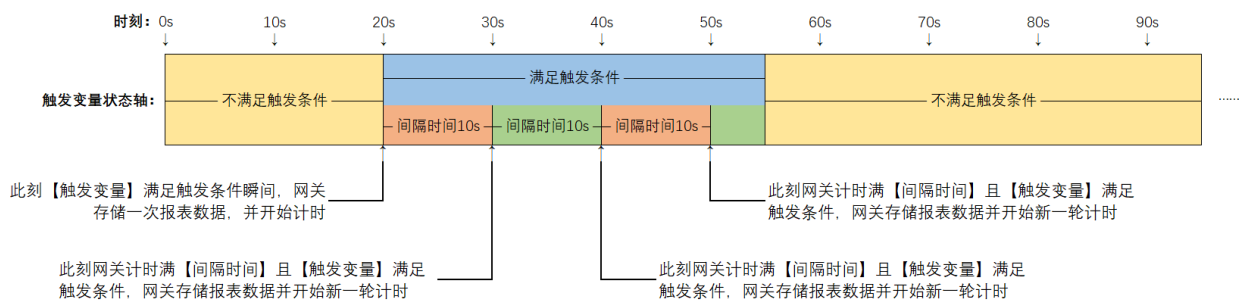 时刻: 0s 10s 20s 30s 40s 50s 60s 70s 80s 90s
满足触发条件
触发变量状态轴: 不满足触发条件 不满足触发条件 ……
间隔时间10s 间隔时间10s 间隔时间10s
此刻【触发变量】满足触发条件瞬间，网关
存储一次报表数据，并开始计时
此刻网关计时满【间隔时间】且【触发变量】满足
触发条件，网关存储报表数据并开始新一轮计时
此刻网关计时满【间隔时间】且【触发变量】满足
触发条件，网关存储报表数据并开始新一轮计时
此刻网关计时满【间隔时间】且【触发变量】满足
触发条件，网关存储报表数据并开始新一轮计时